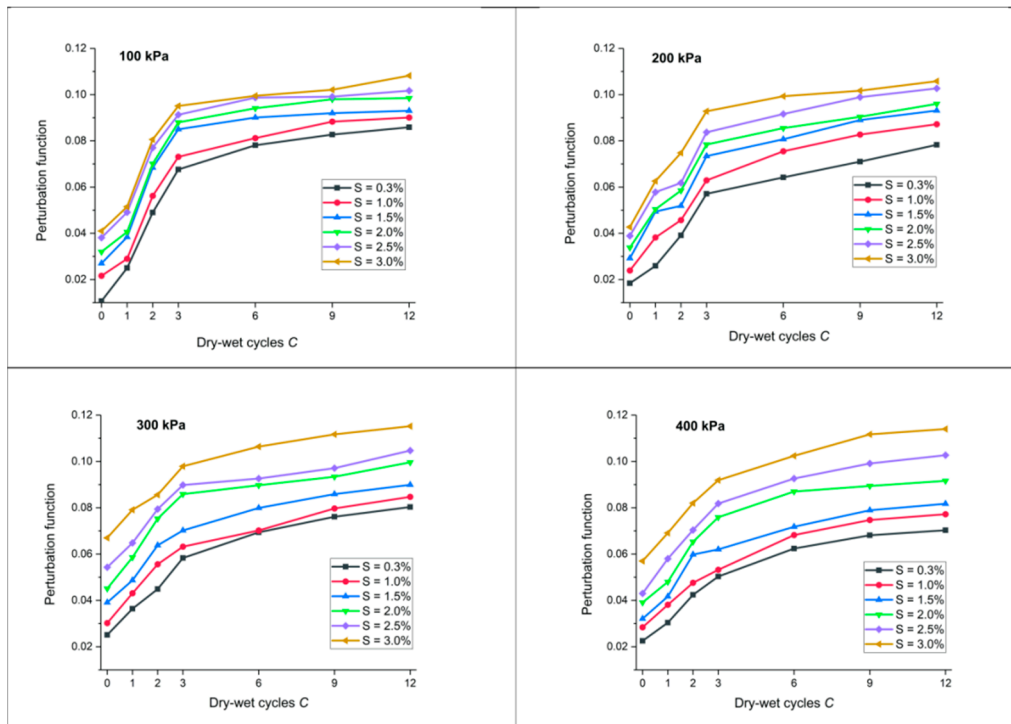 100 kPa
0.12
0.10
0.08
0.06
0.04
0.02
Perturbation function
S = 0.3%
S = 1.0%
S = 1.5%
S = 2.0%
S = 2.5%
S = 3.0%
0 1 2 3 6 9 12
Dry-wet cycles C
200 kPa
0.12
0.10
0.08
0.06
0.04
0.02
Perturbation function
S = 0.3%
S = 1.0%
S = 1.5%
S = 2.0%
S = 2.5%
S = 3.0%
0 1 2 3 6 9 12
Dry-wet cycles C
300 kPa
0.12
0.10
0.08
0.06
0.04
0.02
Perturbation function
S = 0.3%
S = 1.0%
S = 1.5%
S = 2.0%
S = 2.5%
S = 3.0%
0 1 2 3 6 9 12
Dry-wet cycles C
400 kPa
0.12
0.10
0.08
0.06
0.04
0.02
Perturbation function
S = 0.3%
S = 1.0%
S = 1.5%
S = 2.0%
S = 2.5%
S = 3.0%
0 1 2 3 6 9 12
Dry-wet cycles C